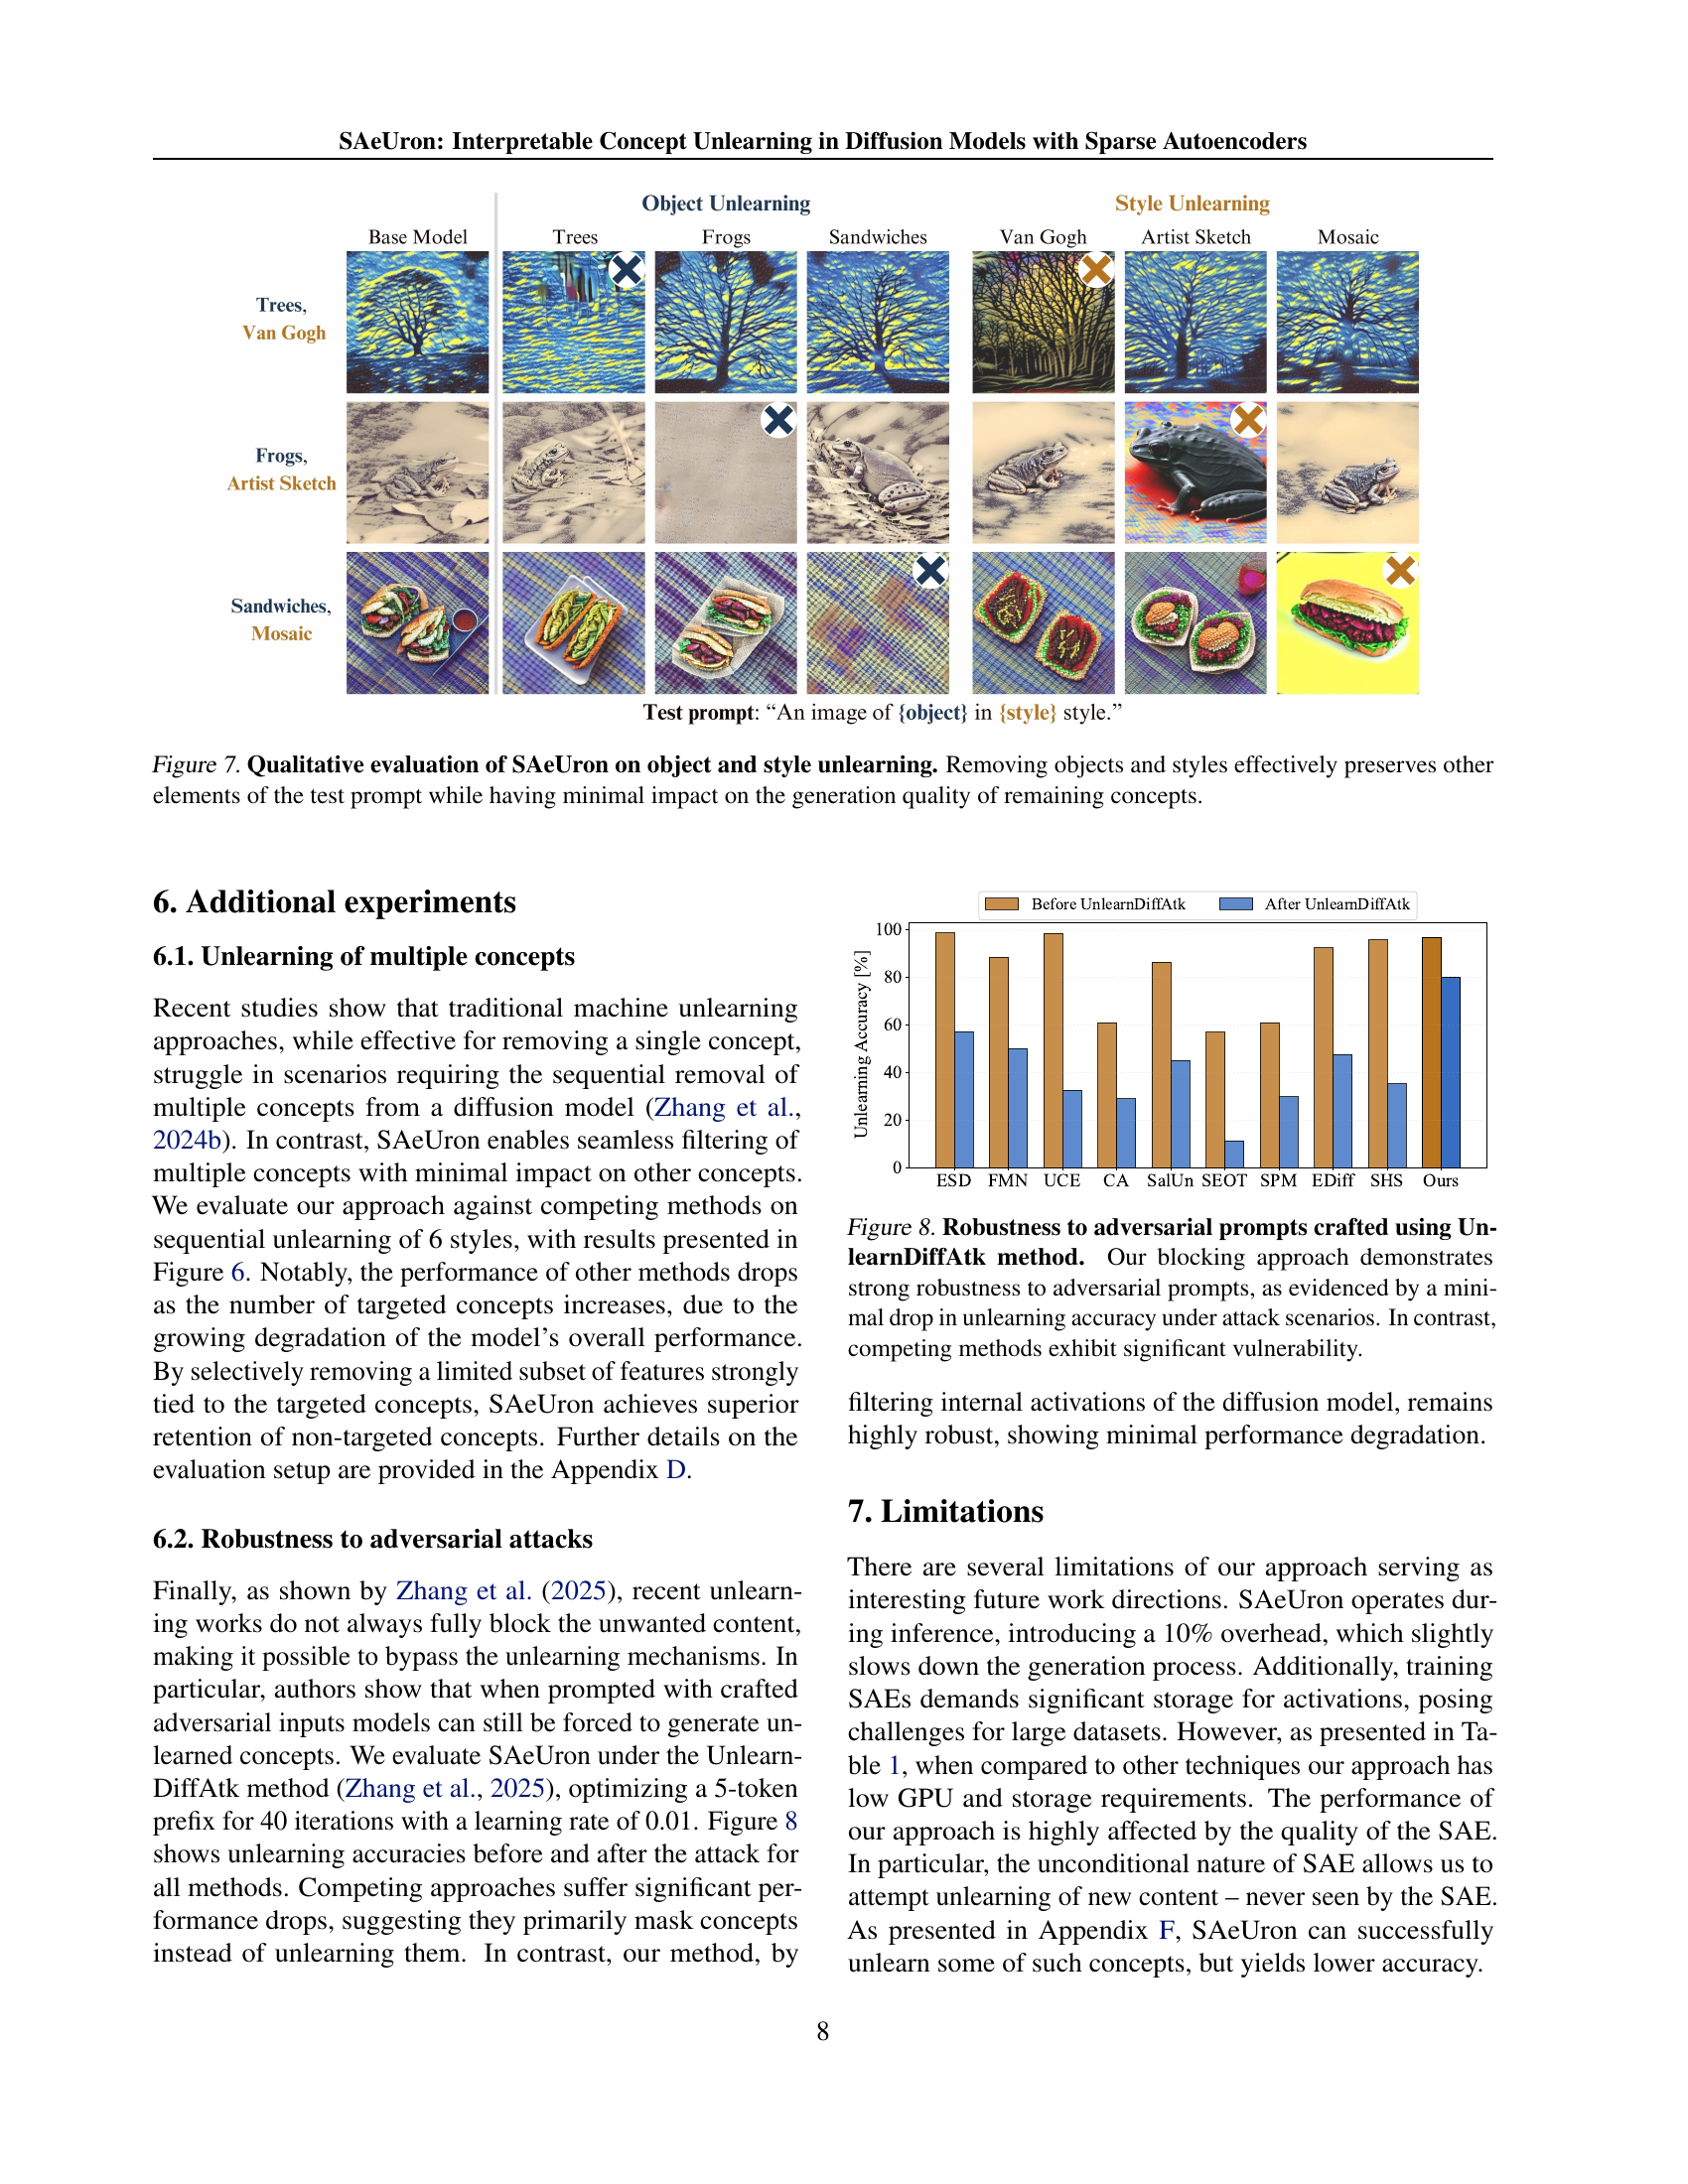 SAeUron: Interpretable Concept Unlearning in Diffusion Models with Sparse Autoencoders
Object Unlearning
Style Unlearning
Base Model
Trees
Frogs
Sandwiches
Van Gogh
Artist Sketch
Mosaic
Trees,
Van Gogh
Frogs,
Artist Sketch
Sandwiches,
Mosaic
Test prompt: “An image of {object} in {style} style.”
Figure 7. Qualitative evaluation of SAeUron on object and style unlearning. Removing objects and styles effectively preserves other
elements of the test prompt while having minimal impact on the generation quality of remaining concepts.
6. Additional experiments
6.1. Unlearning of multiple concepts
Recent studies show that traditional machine unlearning
approaches, while effective for removing a single concept,
struggle in scenarios requiring the sequential removal of
multiple concepts from a diffusion model (Zhang et al.,
2024b). In contrast, SAeUron enables seamless filtering of
multiple concepts with minimal impact on other concepts.
We evaluate our approach against competing methods on
sequential unlearning of 6 styles, with results presented in
Figure 6. Notably, the performance of other methods drops
as the number of targeted concepts increases, due to the
growing degradation of the model’s overall performance.
By selectively removing a limited subset of features strongly
tied to the targeted concepts, SAeUron achieves superior
retention of non-targeted concepts. Further details on the
evaluation setup are provided in the Appendix D.
6.2. Robustness to adversarial attacks
Finally, as shown by Zhang et al. (2025), recent unlearn-
ing works do not always fully block the unwanted content,
making it possible to bypass the unlearning mechanisms. In
particular, authors show that when prompted with crafted
adversarial inputs models can still be forced to generate un-
learned concepts. We evaluate SAeUron under the Unlearn-
DiffAtk method (Zhang et al., 2025), optimizing a 5-token
prefix for 40 iterations with a learning rate of 0.01. Figure 8
shows unlearning accuracies before and after the attack for
all methods. Competing approaches suffer significant per-
formance drops, suggesting they primarily mask concepts
instead of unlearning them. In contrast, our method, by
Before UnlearnDiffAtk
After UnlearnDiffAtk
Unlearning Accuracy [%]
100
80
60
40
20
0
ESD FMN UCE CA SalUn SEOT SPM EDiff SHS Ours
Figure 8. Robustness to adversarial prompts crafted using Un-
learnDiffAtk method. Our blocking approach demonstrates
strong robustness to adversarial prompts, as evidenced by a mini-
mal drop in unlearning accuracy under attack scenarios. In contrast,
competing methods exhibit significant vulnerability.
filtering internal activations of the diffusion model, remains
highly robust, showing minimal performance degradation.
7. Limitations
There are several limitations of our approach serving as
interesting future work directions. SAeUron operates dur-
ing inference, introducing a 10% overhead, which slightly
slows down the generation process. Additionally, training
SAEs demands significant storage for activations, posing
challenges for large datasets. However, as presented in Ta-
ble 1, when compared to other techniques our approach has
low GPU and storage requirements. The performance of
our approach is highly affected by the quality of the SAE.
In particular, the unconditional nature of SAE allows us to
attempt unlearning of new content – never seen by the SAE.
As presented in Appendix F, SAeUron can successfully
unlearn some of such concepts, but yields lower accuracy.
8